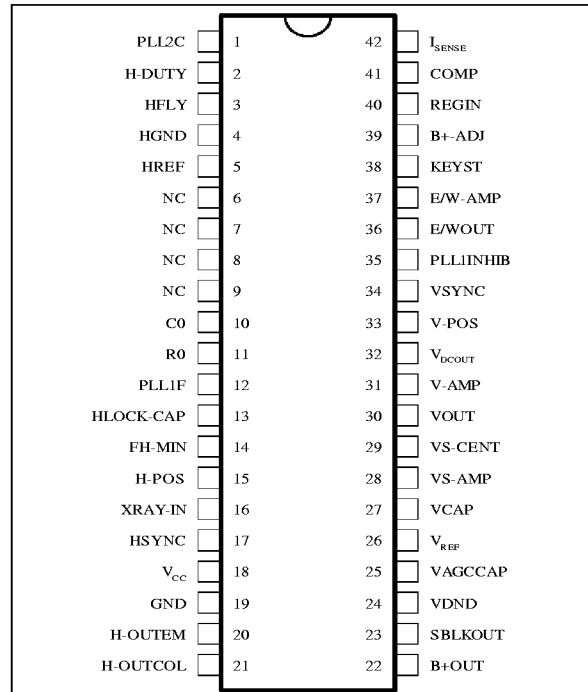 PLL2C 1 42 I_SENSE
H-DUTY 2 41 COMP
HFLY 3 40 REGIN
HGND 4 39 B+-ADJ
HREF 5 38 KEYST
NC 6 37 E/W-AMP
NC 7 36 E/WOUT
NC 8 35 PLL1INHIB
NC 9 34 VSYNC
C0 10 33 V-POS
R0 11 32 V_DCOUT
PLL1F 12 31 V-AMP
HLOCK-CAP 13 30 VOUT
FH-MIN 14 29 VS-CENT
H-POS 15 28 VS-AMP
XRAY-IN 16 27 VCAP
HSYNC 17 26 V_REF
V_CC 18 25 VAGCCAP
GND 19 24 VDND
H-OUTEM 20 23 SBLKOUT
H-OUTCOL 21 22 B+OUT